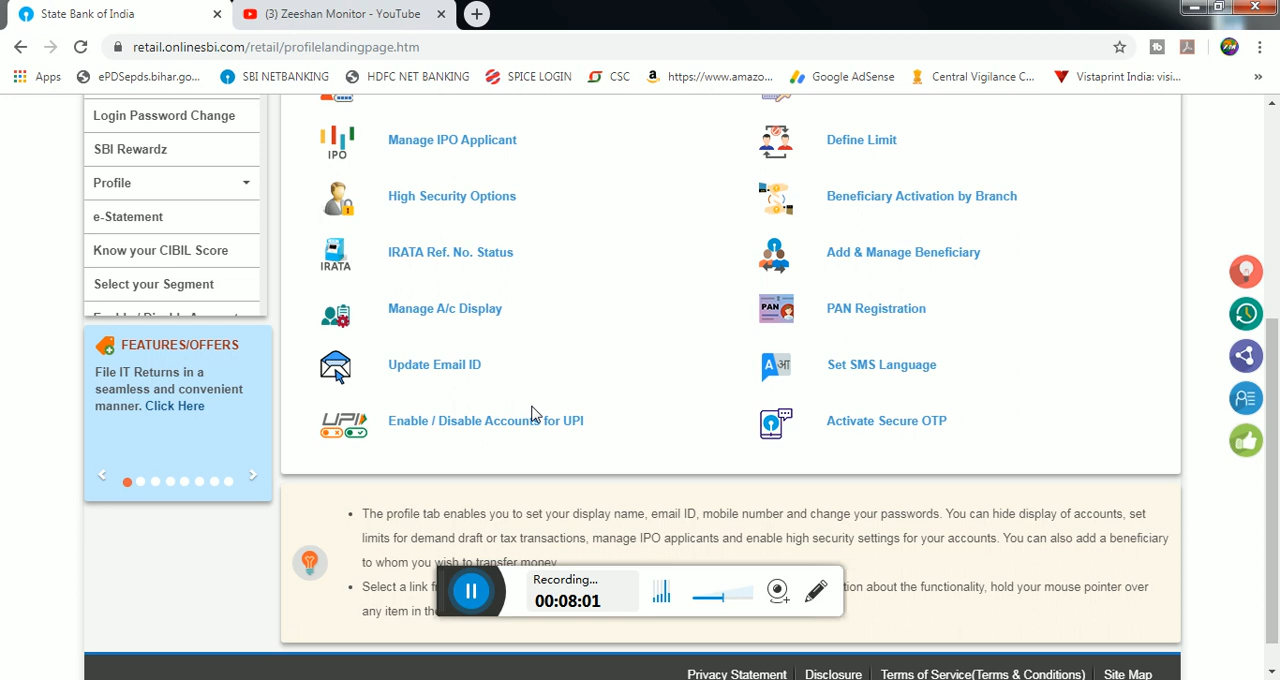 State Bank of India
(3) Zeeshan Monitor - YouTube
retail.onlinesbi.com/retail/profilelandingpage.htm
Apps
ePDSepds.bihar.go...
SBI NETBANKING
HDFC NET BANKING
SPICE LOGIN
CSC
https://www.amazo...
Google AdSense
Central Vigilance C...
Vistaprint India: visi...
»
Login Password Change
SBI Rewardz
Profile
e-Statement
Know your CIBIL Score
Select your Segment
FEATURES/OFFERS
File IT Returns in a
seamless and convenient
manner. Click Here
IPO
Manage IPO Applicant
Define Limit
High Security Options
Beneficiary Activation by Branch
IRATA
IRATA Ref. No. Status
Add & Manage Beneficiary
Manage A/c Display
PAN
PAN Registration
Update Email ID
A अ
Set SMS Language
UPI
Enable / Disable Accounts for UPI
Activate Secure OTP
• The profile tab enables you to set your display name, email ID, mobile number and change your passwords. You can hide display of accounts, set
limits for demand draft or tax transactions, manage IPO applicants and enable high security settings for your accounts. You can also add a beneficiary
to whom you wish to transfer money
• Select a link f
tion about the functionality, hold your mouse pointer over
any item in the
Recording...
00:08:01
Privacy Statement
Disclosure
Terms of Service(Terms & Conditions)
Site Map